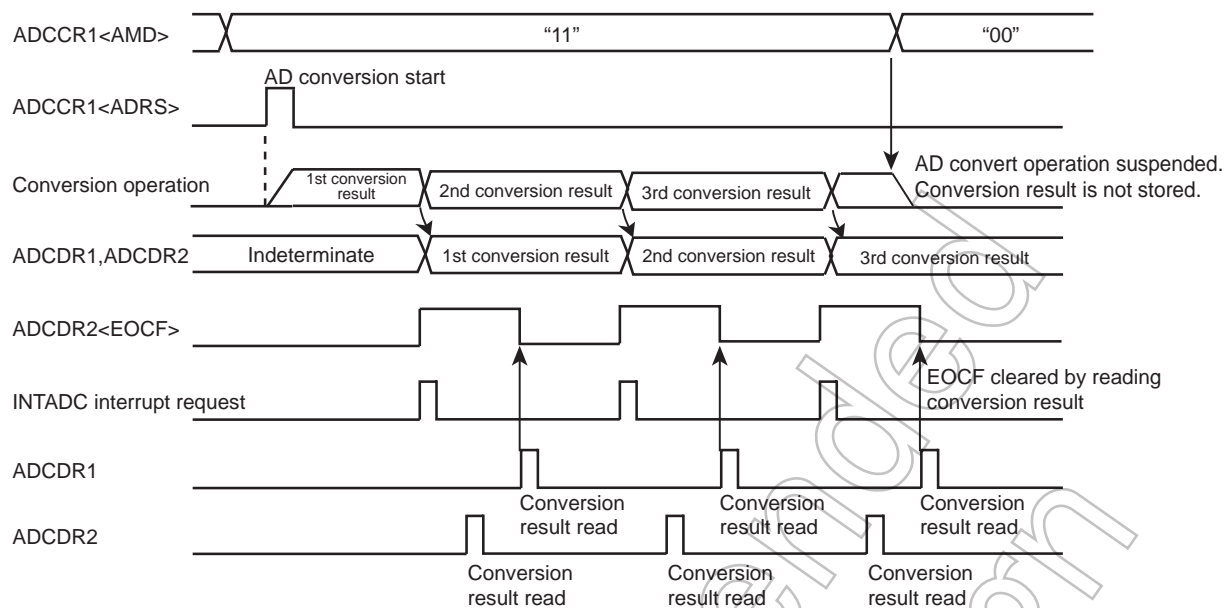 ADCCR1<AMD>
“11”
“00”
AD conversion start
ADCCR1<ADRS>
AD convert operation suspended.
Conversion result is not stored.
Conversion operation
1st conversion
result
2nd conversion result
3rd conversion result
ADCDR1,ADCDR2
Indeterminate
1st conversion result
2nd conversion result
3rd conversion result
ADCDR2<EOCF>
EOCF cleared by reading
conversion result
INTADC interrupt request
ADCDR1
Conversion
result read
Conversion
result read
Conversion
result read
ADCDR2
Conversion
result read
Conversion
result read
Conversion
result read